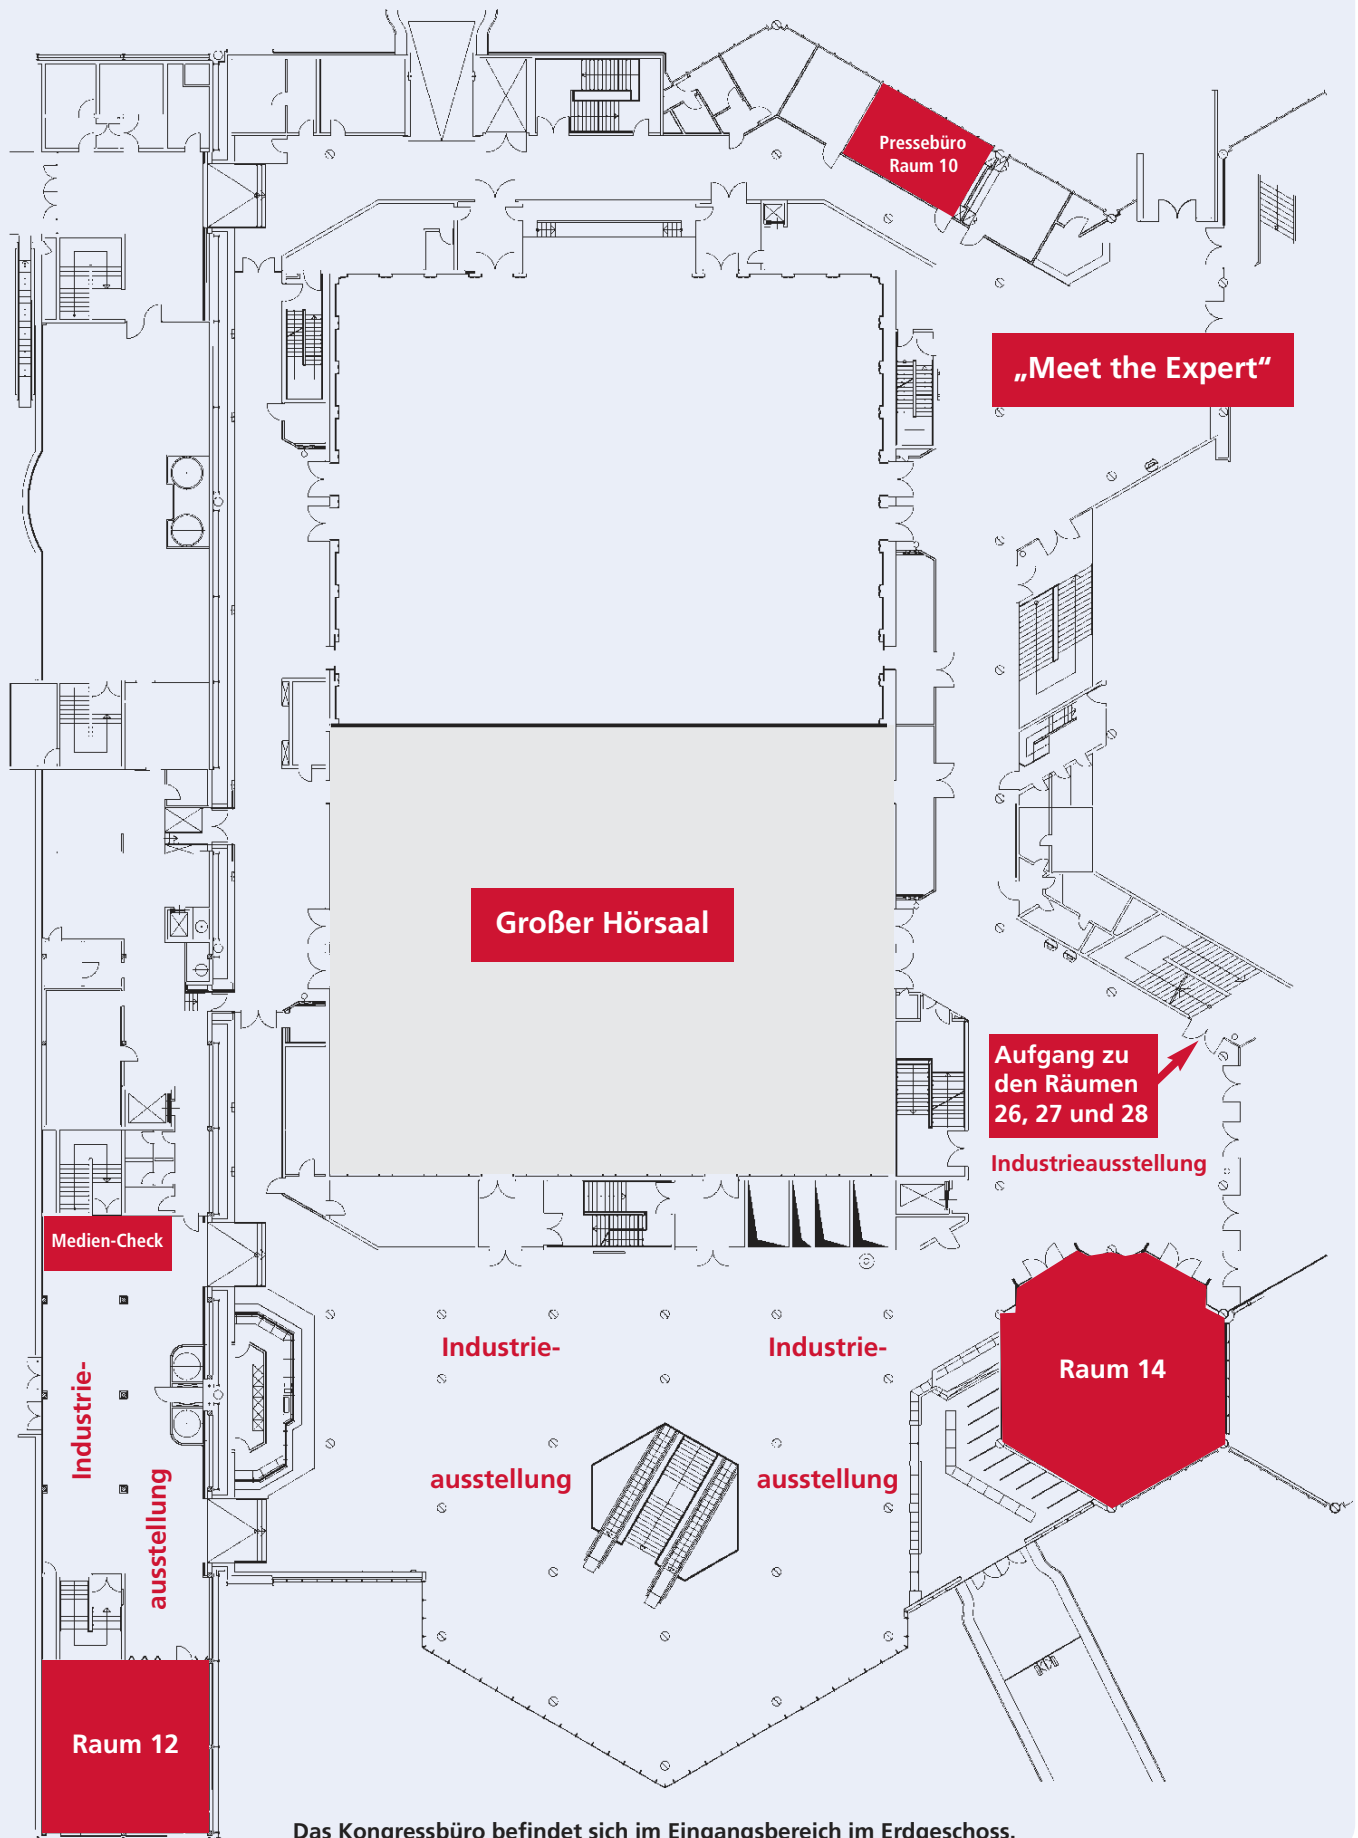 Pressebüro
Raum 10
„Meet the Expert“
Großer Hörsaal
Aufgang zu
den Räumen
26, 27 und 28
Industrieausstellung
Medien-Check
Industrie-
ausstellung
Industrie-
ausstellung
Industrie-
ausstellung
Raum 14
Raum 12
Das Kongressbüro befindet sich im Eingangsbereich im Erdgeschoss.